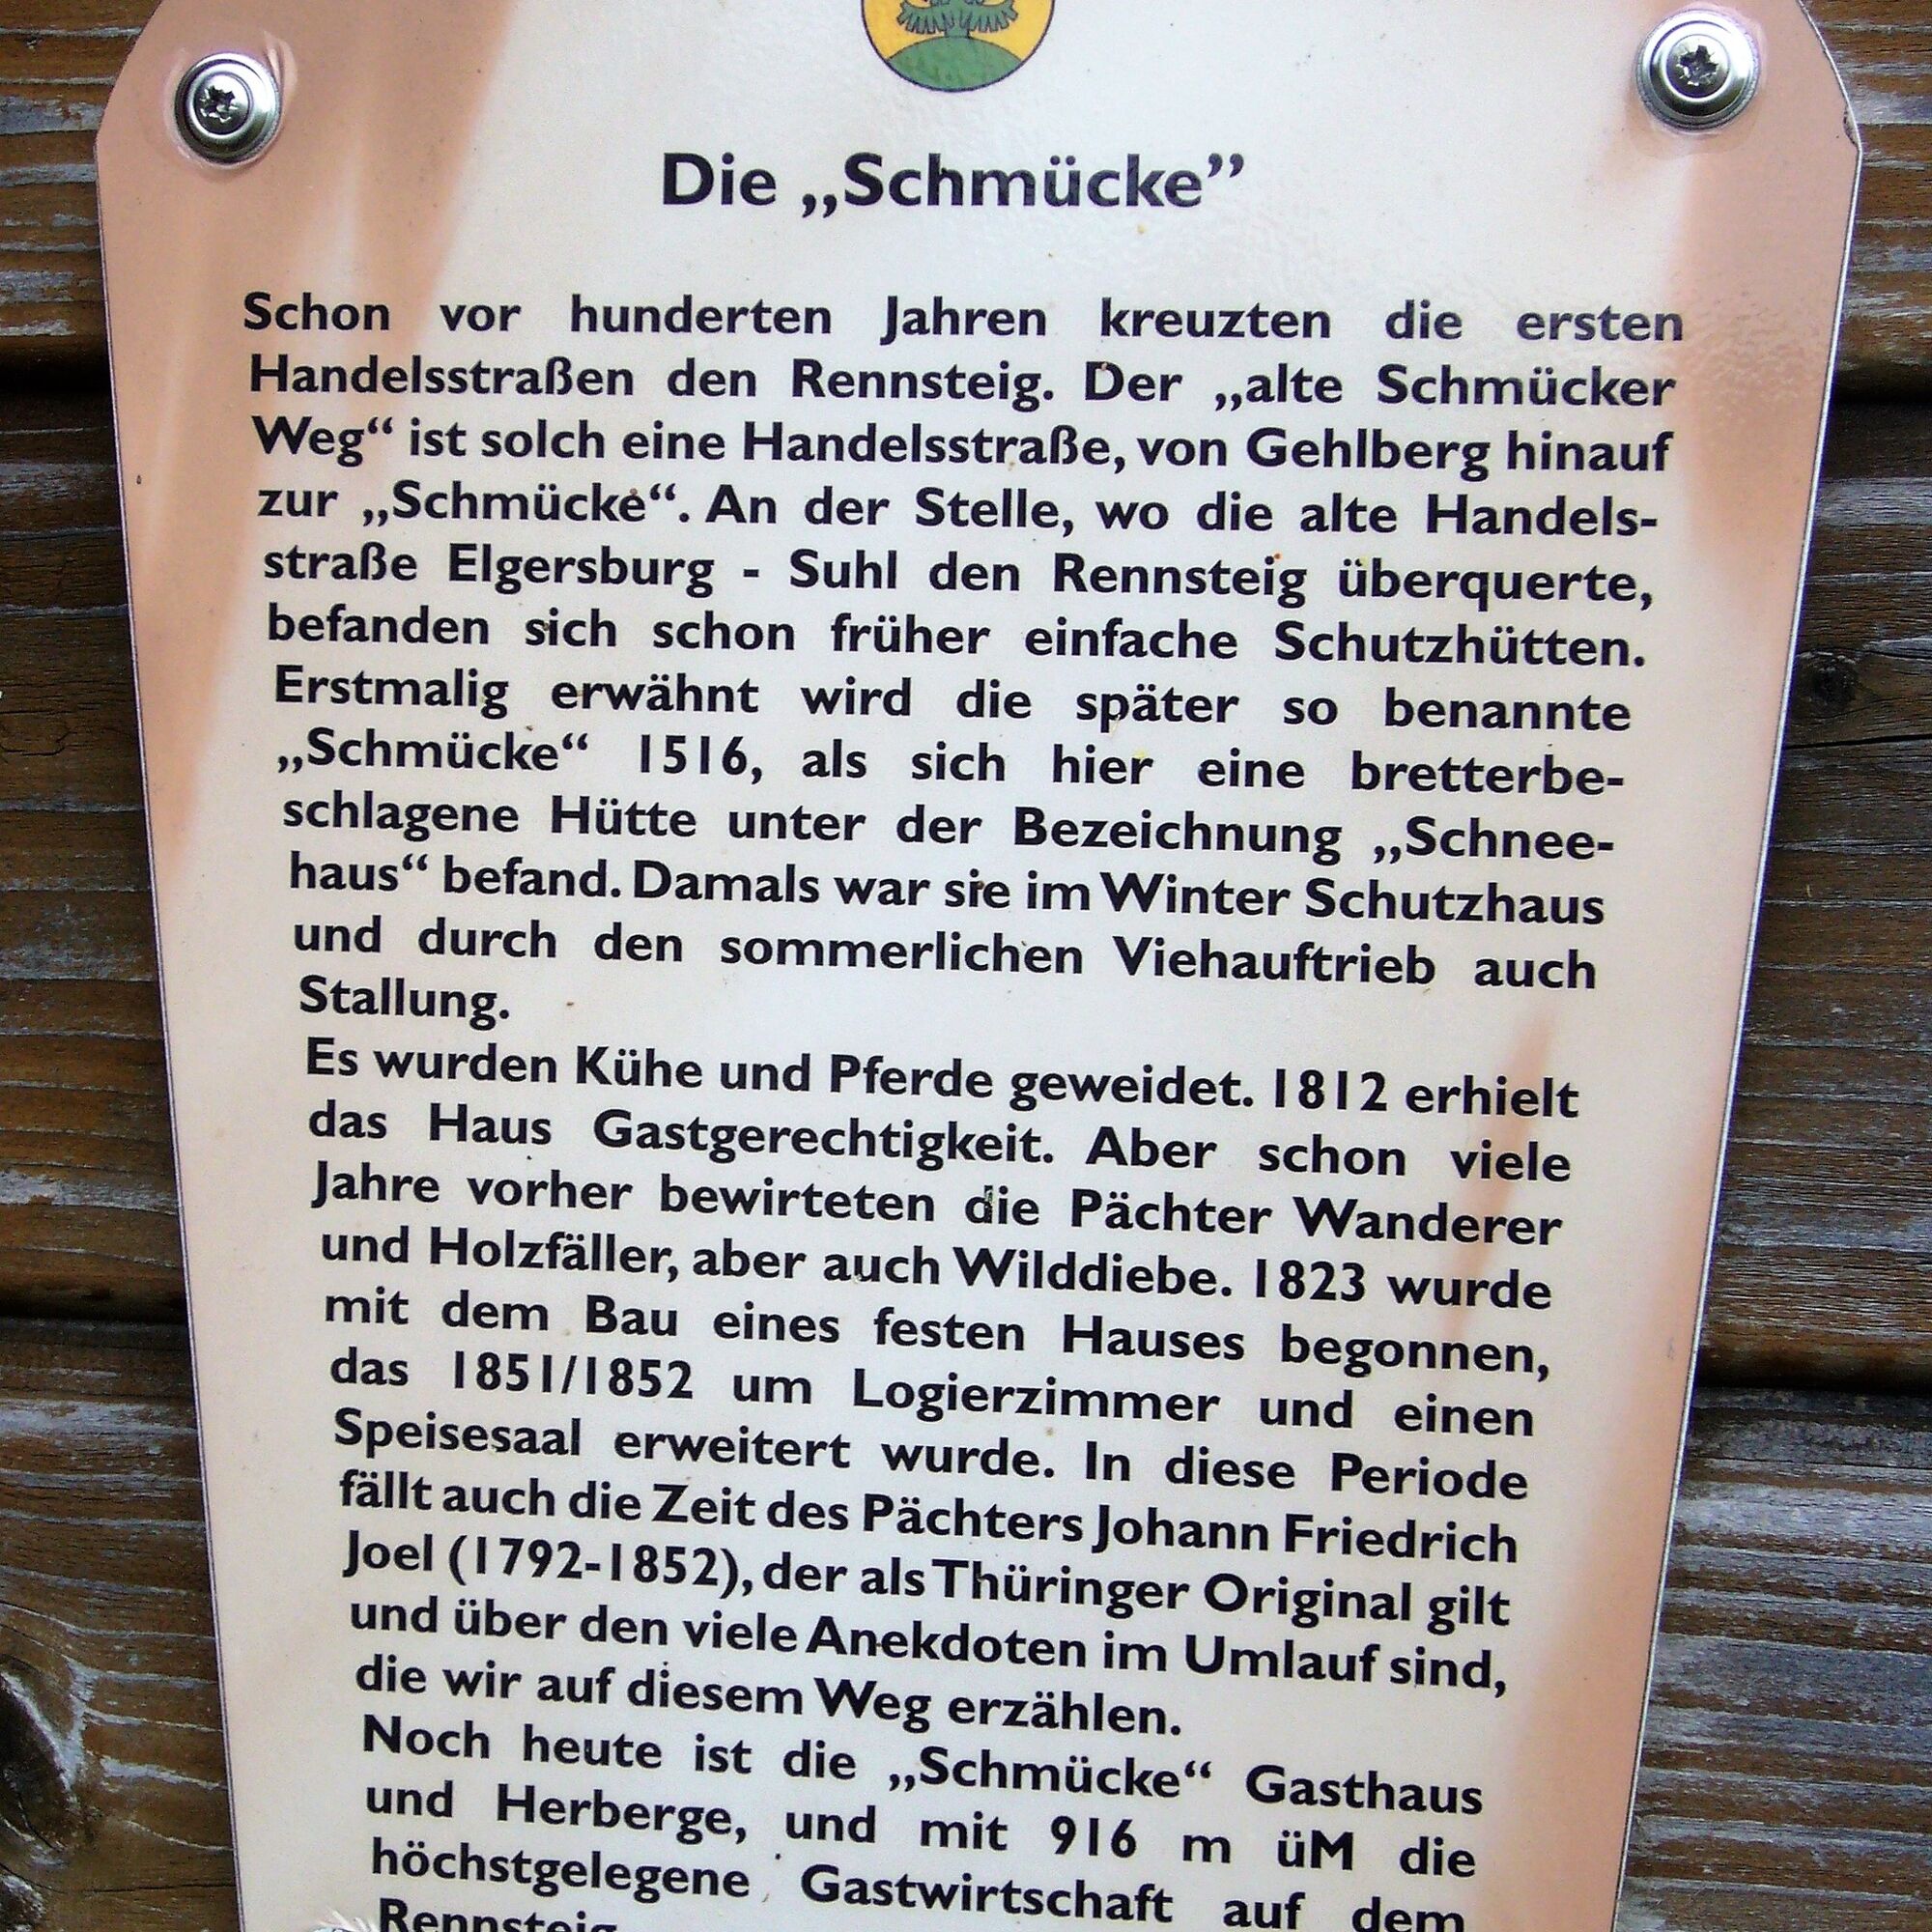 Die „Schmücke”
Schon vor hunderten Jahren kreuzten die ersten
Handelsstraßen den Rennsteig. Der „alte Schmücker
Weg“ ist solch eine Handelsstraße, von Gehlberg hinauf
zur „Schmücke“. An der Stelle, wo die alte Handels-
straße Elgersburg - Suhl den Rennsteig überquerte,
befanden sich schon früher einfache Schutzhütten.
Erstmalig erwähnt wird die später so benannte
„Schmücke“ 1516, als sich hier eine bretterbe-
schlagene Hütte unter der Bezeichnung „Schnee-
haus“ befand. Damals war sie im Winter Schutzhaus
und durch den sommerlichen Viehauftrieb auch
Stallung.
Es wurden Kühe und Pferde geweidet. 1812 erhielt
das Haus Gastgerechtigkeit. Aber schon viele
Jahre vorher bewirteten die Pächter Wanderer
und Holzfäller, aber auch Wilddiebe. 1823 wurde
mit dem Bau eines festen Hauses begonnen,
das 1851/1852 um Logierzimmer und einen
Speisesaal erweitert wurde. In diese Periode
fällt auch die Zeit des Pächters Johann Friedrich
Joel (1792-1852), der als Thüringer Original gilt
und über den viele Anekdoten im Umlauf sind,
die wir auf diesem Weg erzählen.
Noch heute ist die „Schmücke“ Gasthaus
und Herberge, und mit 916 m üM die
höchstgelegene Gastwirtschaft auf dem
Rennsteig